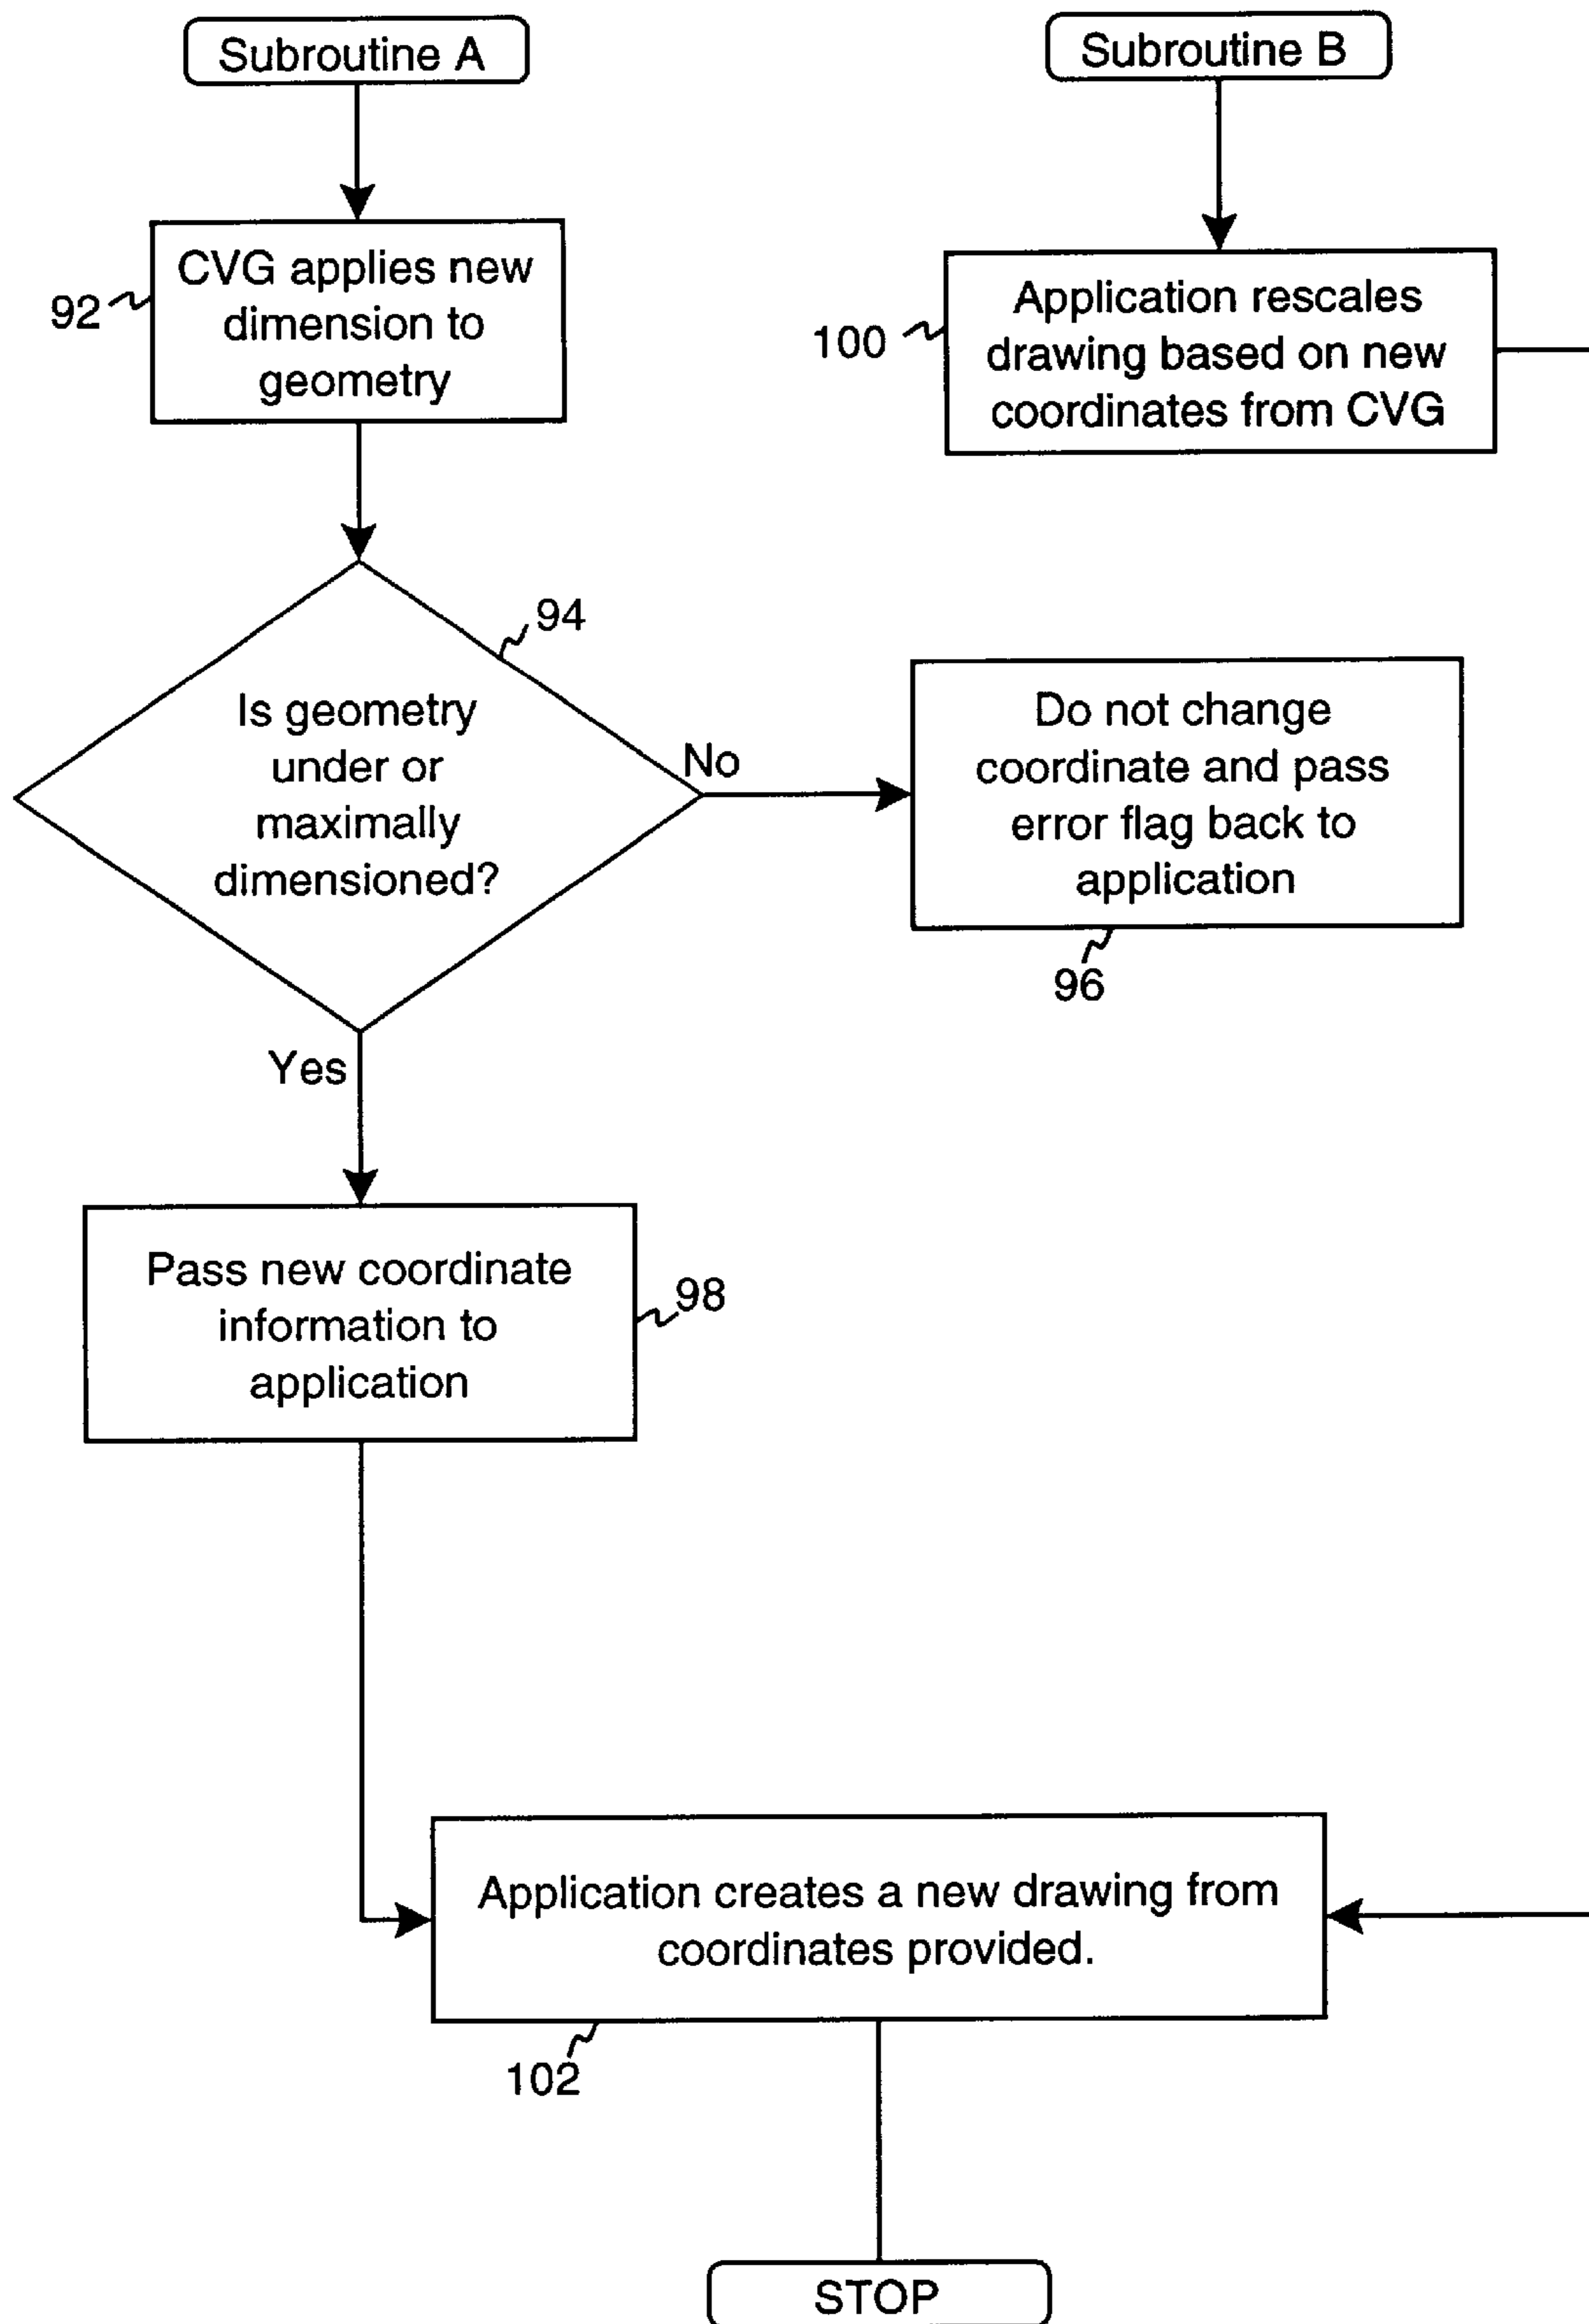 Subroutine A
Subroutine B
CVG applies new
dimension to
geometry
92
Application rescales
drawing based on new
coordinates from CVG
100
94
Is geometry
under or
maximally
dimensioned?
No
Do not change
coordinate and pass
error flag back to
application
96
Yes
Pass new coordinate
information to
application
98
Application creates a new drawing from
coordinates provided.
102
STOP